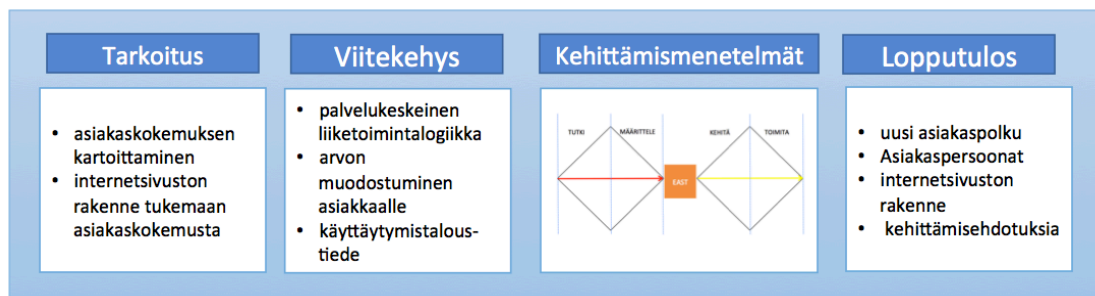 Tarkoitus
• asiakaskokemuksen
kartoittaminen
• internetsivuston
rakenne tukemaan
asiakaskokemusta
Viitekehys
• palvelukeskeinen
liiketoimintalogiikka
• arvon
muodostuminen
asiakkaalle
• käyttäytymistalous-
tiede
Kehittämismenetelmät
TUTKI
MÄÄRITTELE
KEHITÄ
TOIMITA
EAST
Lopputulos
• uusi asiakaspolku
• Asiakaspersoonat
• internetsivuston
rakenne
• kehittämisehdotuksia